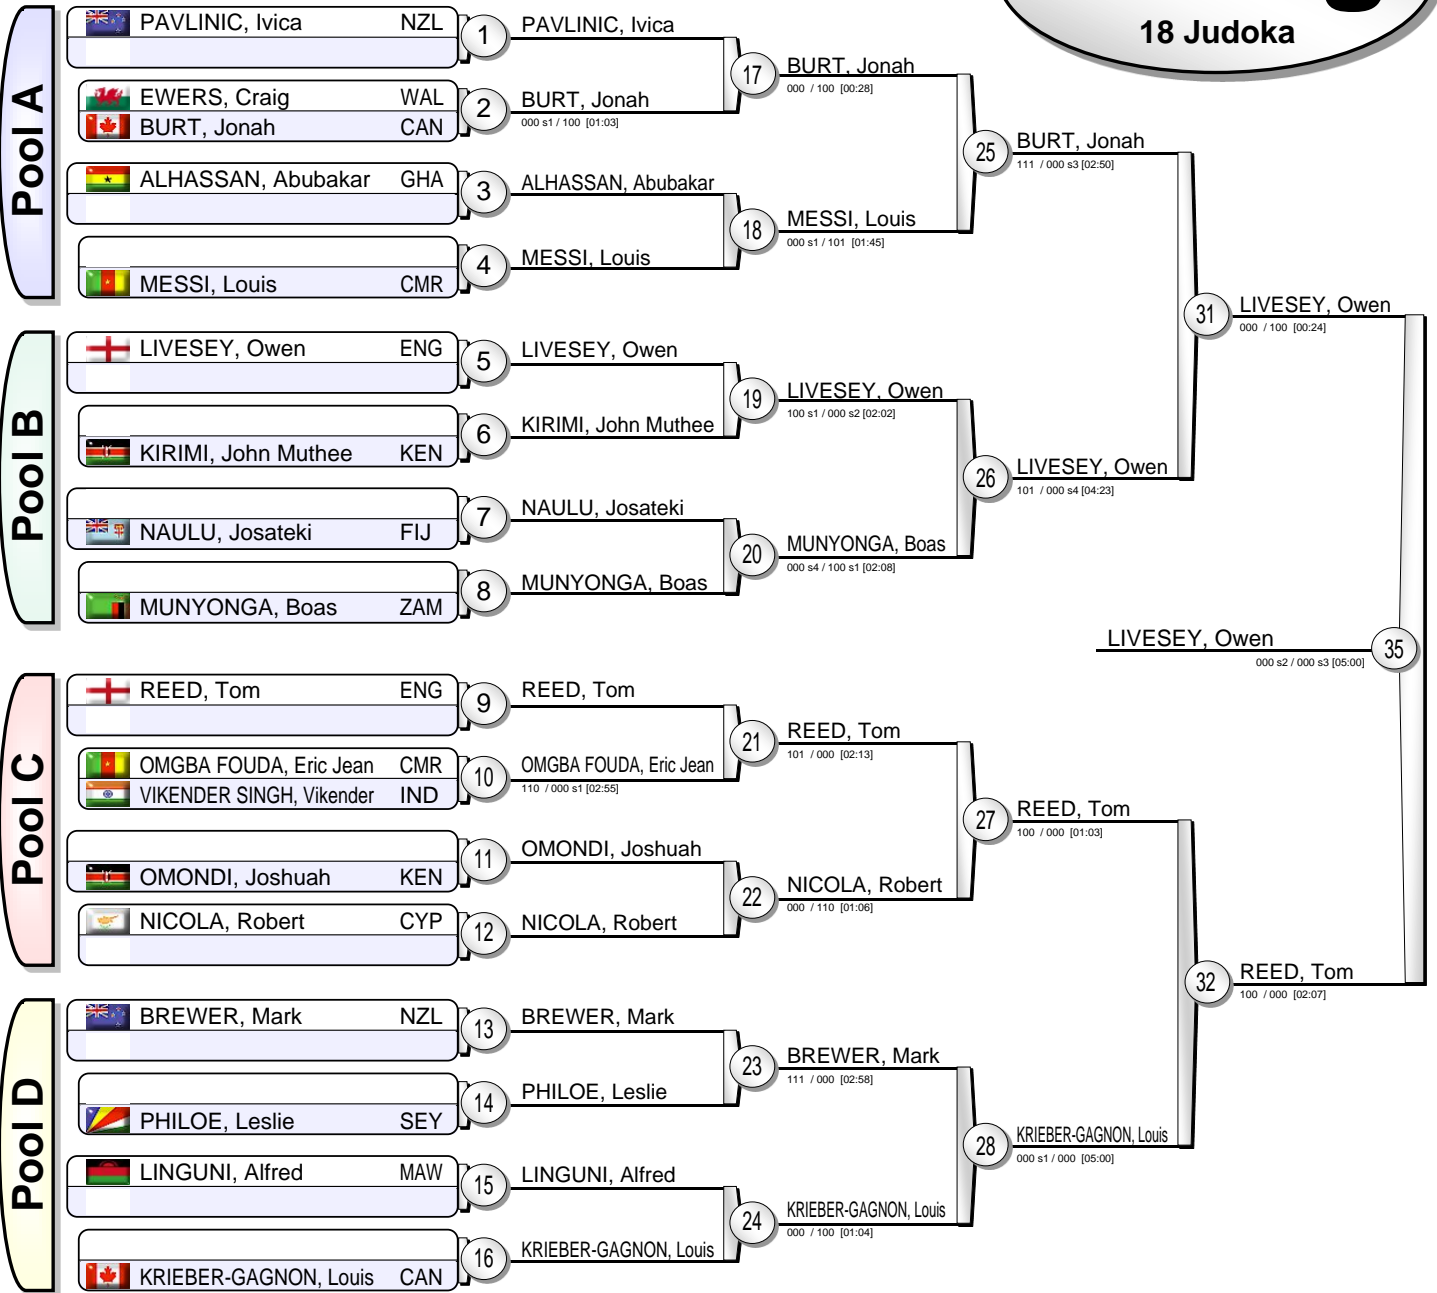 18 Judoka
Pool A
PAVLINIC, Ivica NZL
1
PAVLINIC, Ivica
EWERS, Craig WAL
BURT, Jonah CAN
2
BURT, Jonah
000 s1 / 100 [01:03]
17
BURT, Jonah
000 / 100 [00:28]
ALHASSAN, Abubakar GHA
3
ALHASSAN, Abubakar
MESSI, Louis CMR
4
MESSI, Louis
18
MESSI, Louis
000 s1 / 101 [01:45]
25
BURT, Jonah
111 / 000 s3 [02:50]
Pool B
LIVESEY, Owen ENG
5
LIVESEY, Owen
KIRIMI, John Muthee KEN
6
KIRIMI, John Muthee
19
LIVESEY, Owen
100 s1 / 000 s2 [02:02]
NAULU, Josateki FIJ
7
NAULU, Josateki
MUNYONGA, Boas ZAM
8
MUNYONGA, Boas
20
MUNYONGA, Boas
000 s4 / 100 s1 [02:08]
26
LIVESEY, Owen
101 / 000 s4 [04:23]
31
LIVESEY, Owen
000 / 100 [00:24]
LIVESEY, Owen
000 s2 / 000 s3 [05:00]
35
Pool C
REED, Tom ENG
9
REED, Tom
OMGBA FOUDA, Eric Jean CMR
VIKENDER SINGH, Vikender IND
10
OMGBA FOUDA, Eric Jean
110 / 000 s1 [02:55]
21
REED, Tom
101 / 000 [02:13]
OMONDI, Joshuah KEN
11
OMONDI, Joshuah
NICOLA, Robert CYP
12
NICOLA, Robert
22
NICOLA, Robert
000 / 110 [01:06]
27
REED, Tom
100 / 000 [01:03]
Pool D
BREWER, Mark NZL
13
BREWER, Mark
PHILOE, Leslie SEY
14
PHILOE, Leslie
23
BREWER, Mark
111 / 000 [02:58]
LINGUNI, Alfred MAW
15
LINGUNI, Alfred
KRIEBER-GAGNON, Louis CAN
16
KRIEBER-GAGNON, Louis
24
KRIEBER-GAGNON, Louis
000 / 100 [01:04]
28
KRIEBER-GAGNON, Louis
000 s1 / 000 [05:00]
32
REED, Tom
100 / 000 [02:07]